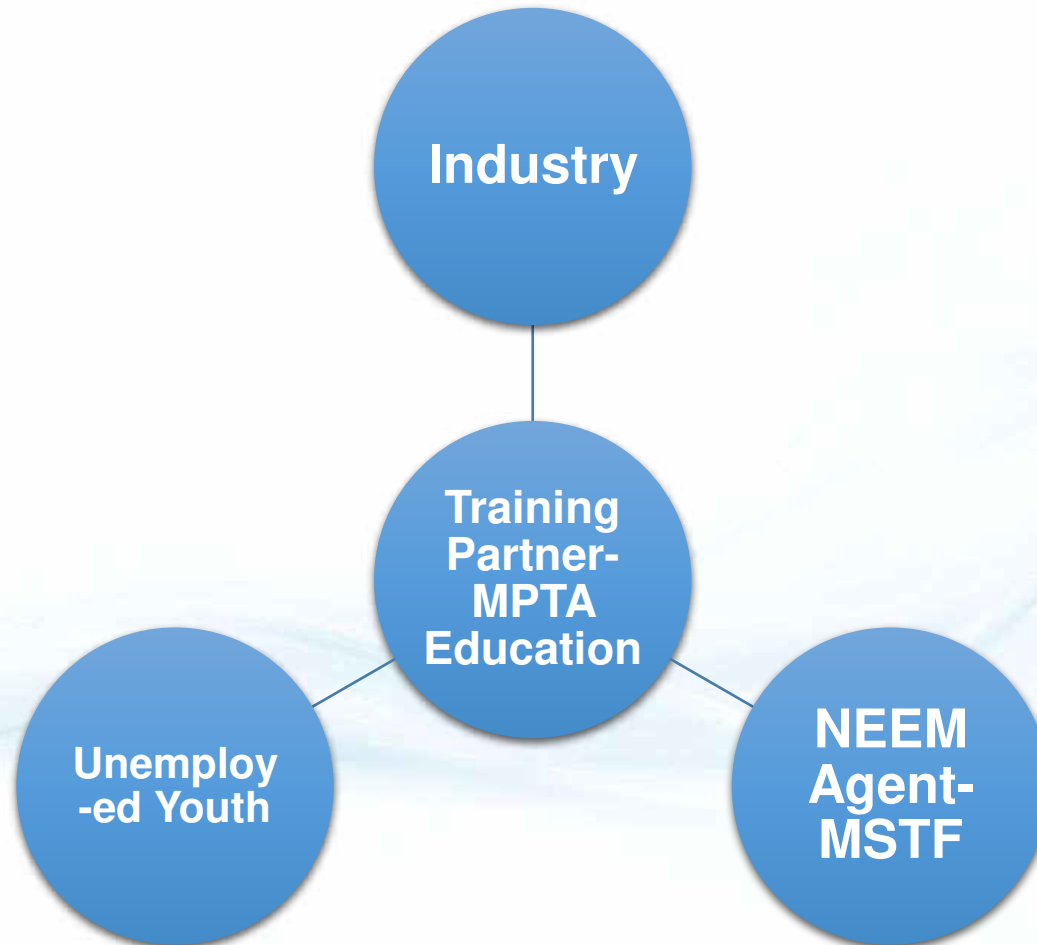 Industry
Training
Partner-
MPTA
Education
Unemploy
-ed Youth
NEEM
Agent-
MSTF